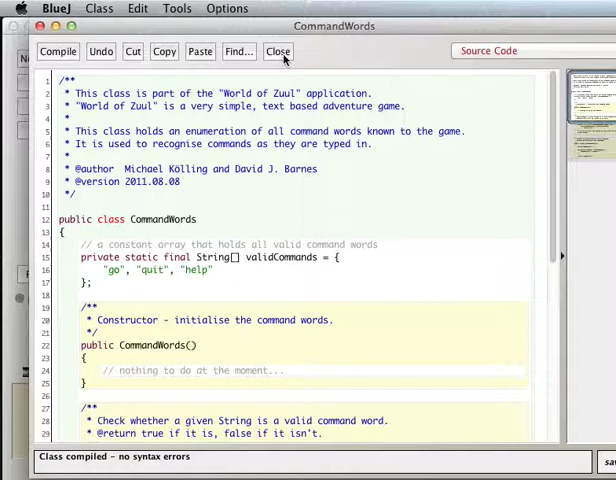 BlueJ Class Edit Tools Options
CommandWords
Compile Undo Cut Copy Paste Find... Close Source Code
1 /**
2 * This class is part of the "World of Zuul" application.
3 * "World of Zuul" is a very simple, text based adventure game.
4 *
5 * This class holds an enumeration of all command words known to the game.
6 * It is used to recognise commands as they are typed in.
7 *
8 * @author Michael Kölling and David J. Barnes
9 * @version 2011.08.08
10 */
11
12 public class CommandWords
13 {
14 // a constant array that holds all valid command words
15 private static final String[] validCommands = {
16 "go", "quit", "help"
17 };
18
19 /**
20 * Constructor - initialise the command words.
21 */
22 public CommandWords()
23 {
24 // nothing to do at the moment...
25 }
26
27 /**
28 * Check whether a given String is a valid command word.
29 * @return true if it is, false if it isn't.
Class compiled - no syntax errors